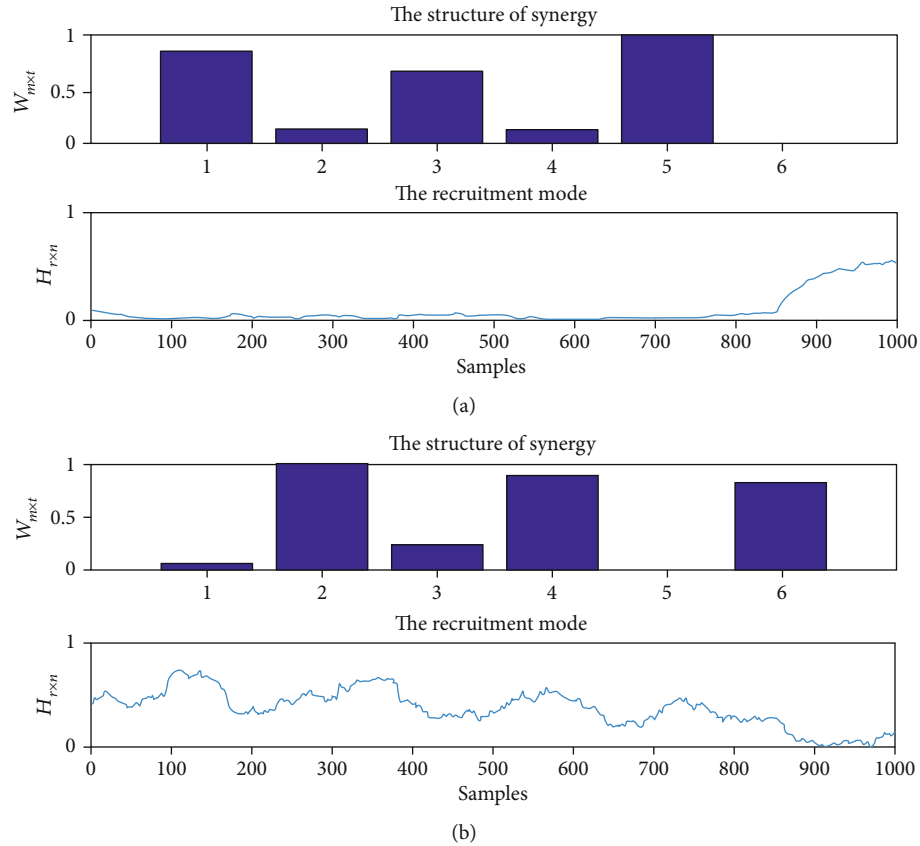 The structure of synergy
1
0.5
0
W_{m×t}
1 2 3 4 5 6
The recruitment mode
1
0
H_{r×n}
0 100 200 300 400 500 600 700 800 900 1000
Samples
(a)
The structure of synergy
1
0.5
0
W_{m×t}
1 2 3 4 5 6
The recruitment mode
1
0
H_{r×n}
0 100 200 300 400 500 600 700 800 900 1000
Samples
(b)